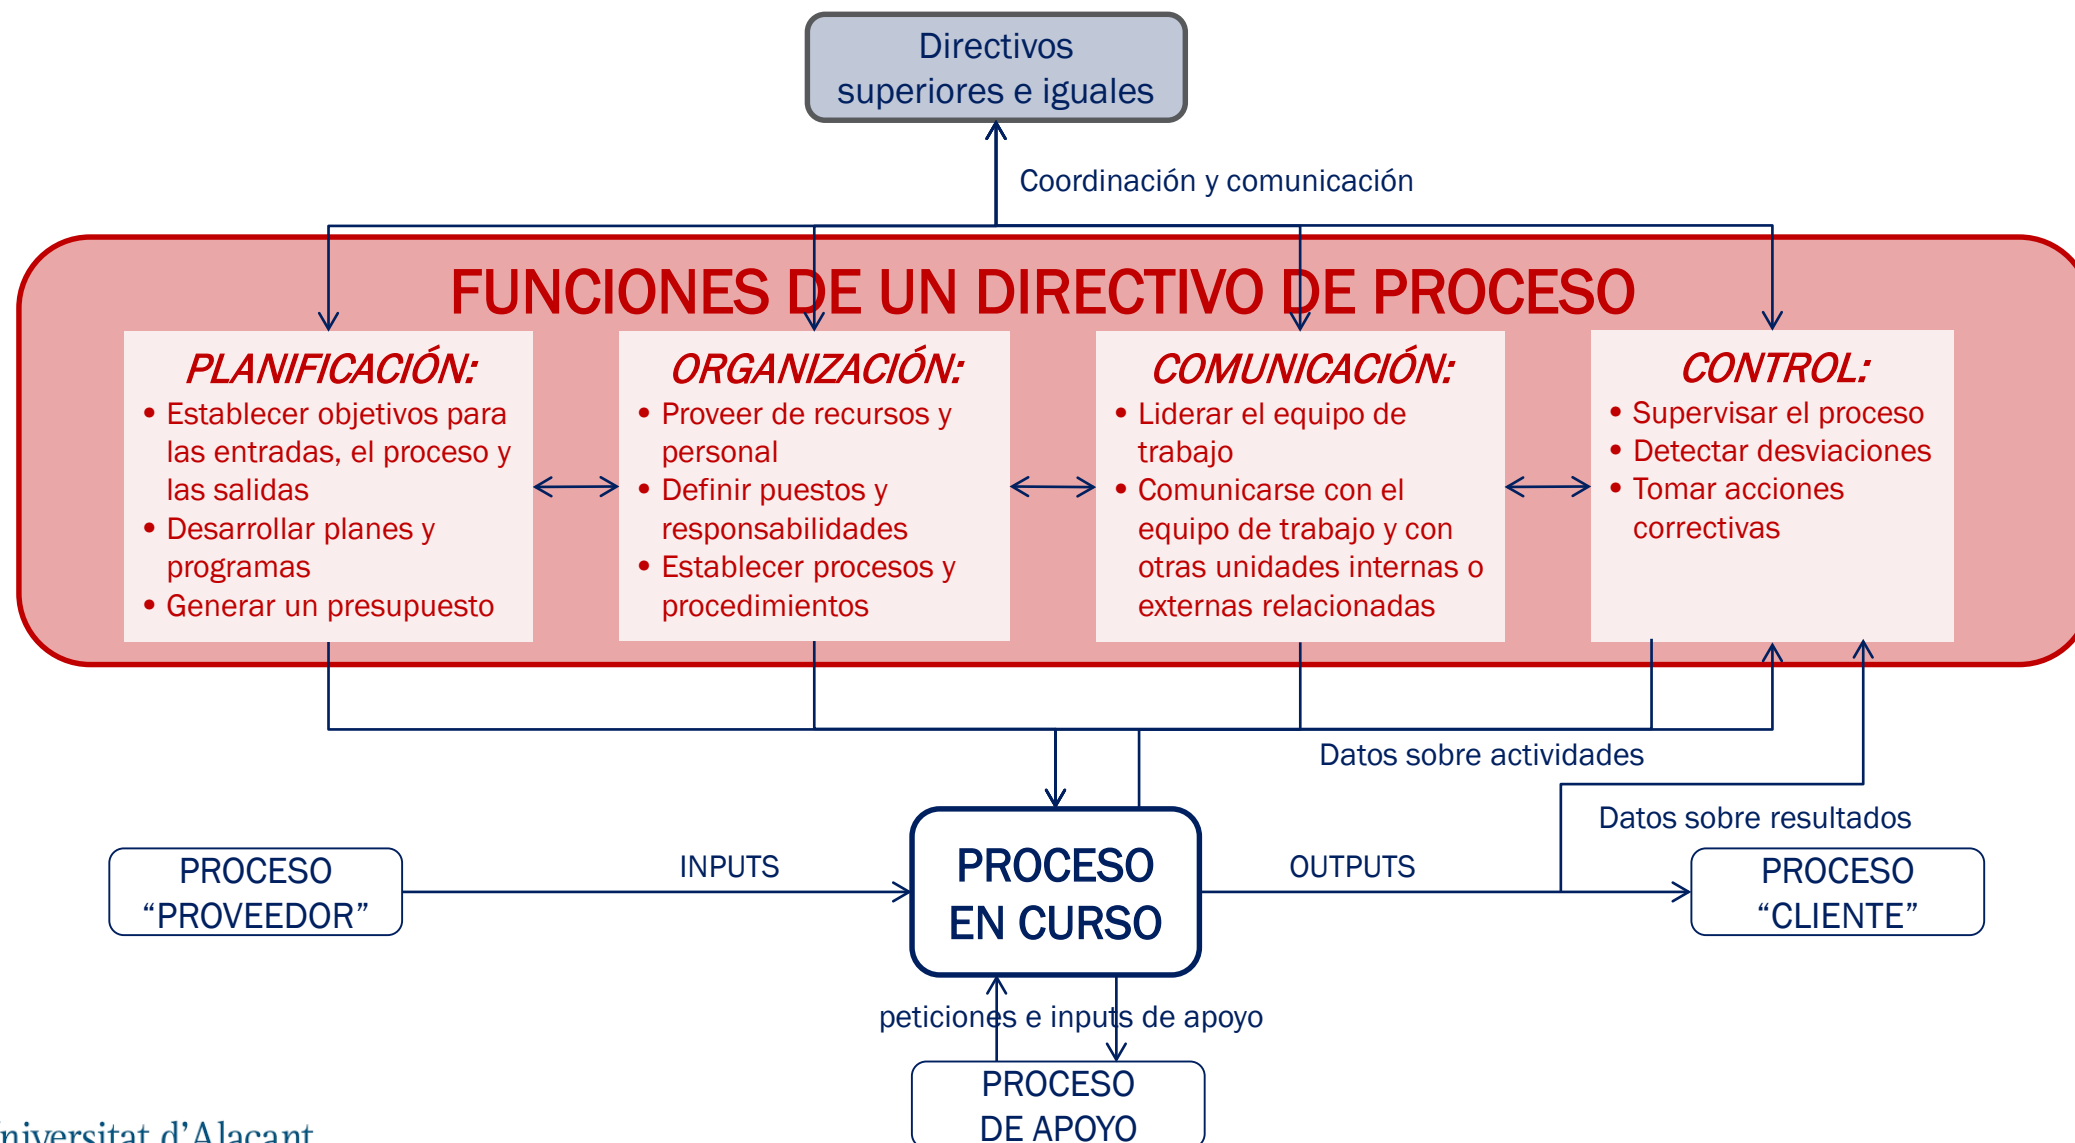 Directivos
superiores e iguales
Coordinación y comunicación
FUNCIONES DE UN DIRECTIVO DE PROCESO
PLANIFICACIÓN:
• Establecer objetivos para
las entradas, el proceso y
las salidas
• Desarrollar planes y
programas
• Generar un presupuesto
ORGANIZACIÓN:
• Proveer de recursos y
personal
• Definir puestos y
responsabilidades
• Establecer procesos y
procedimientos
COMUNICACIÓN:
• Liderar el equipo de
trabajo
• Comunicarse con el
equipo de trabajo y con
otras unidades internas o
externas relacionadas
CONTROL:
• Supervisar el proceso
• Detectar desviaciones
• Tomar acciones
correctivas
Datos sobre actividades
Datos sobre resultados
PROCESO
“PROVEEDOR”
INPUTS
PROCESO
EN CURSO
OUTPUTS
PROCESO
“CLIENTE”
peticiones e inputs de apoyo
PROCESO
DE APOYO
niversitat d’Alacant